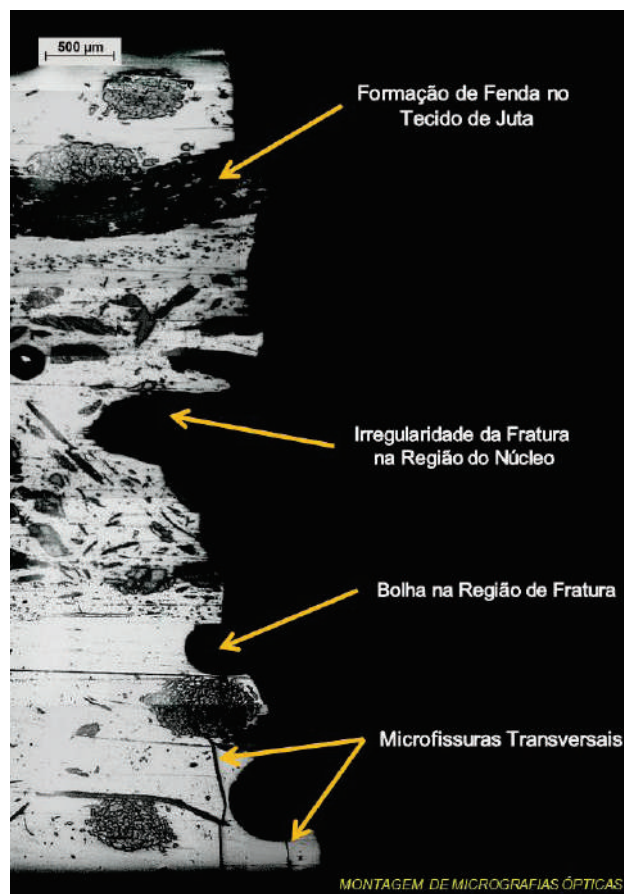 500 µm
Formação de Fenda no
Tecido de Juta
Irregularidade da Fratura
na Região do Núcleo
Bolha na Região de Fratura
Microfissuras Transversais
MONTAGEM DE MICROGRAFIAS ÓPTICAS